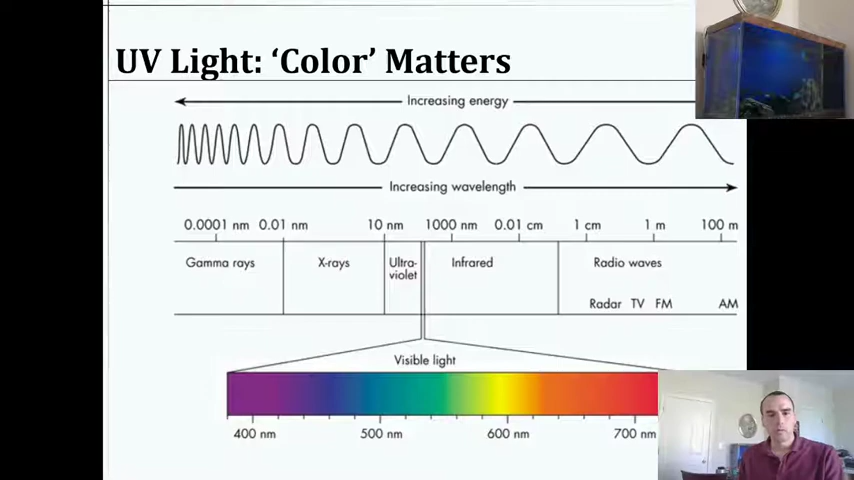 UV Light: ‘Color’ Matters
Increasing energy
Increasing wavelength
0.0001 nm 0.01 nm 10 nm 1000 nm 0.01 cm 1 cm 1 m 100 m
Gamma rays X-rays Ultra- Infrared Radio waves
violet
Radar TV FM AM
Visible light
400 nm 500 nm 600 nm 700 nm